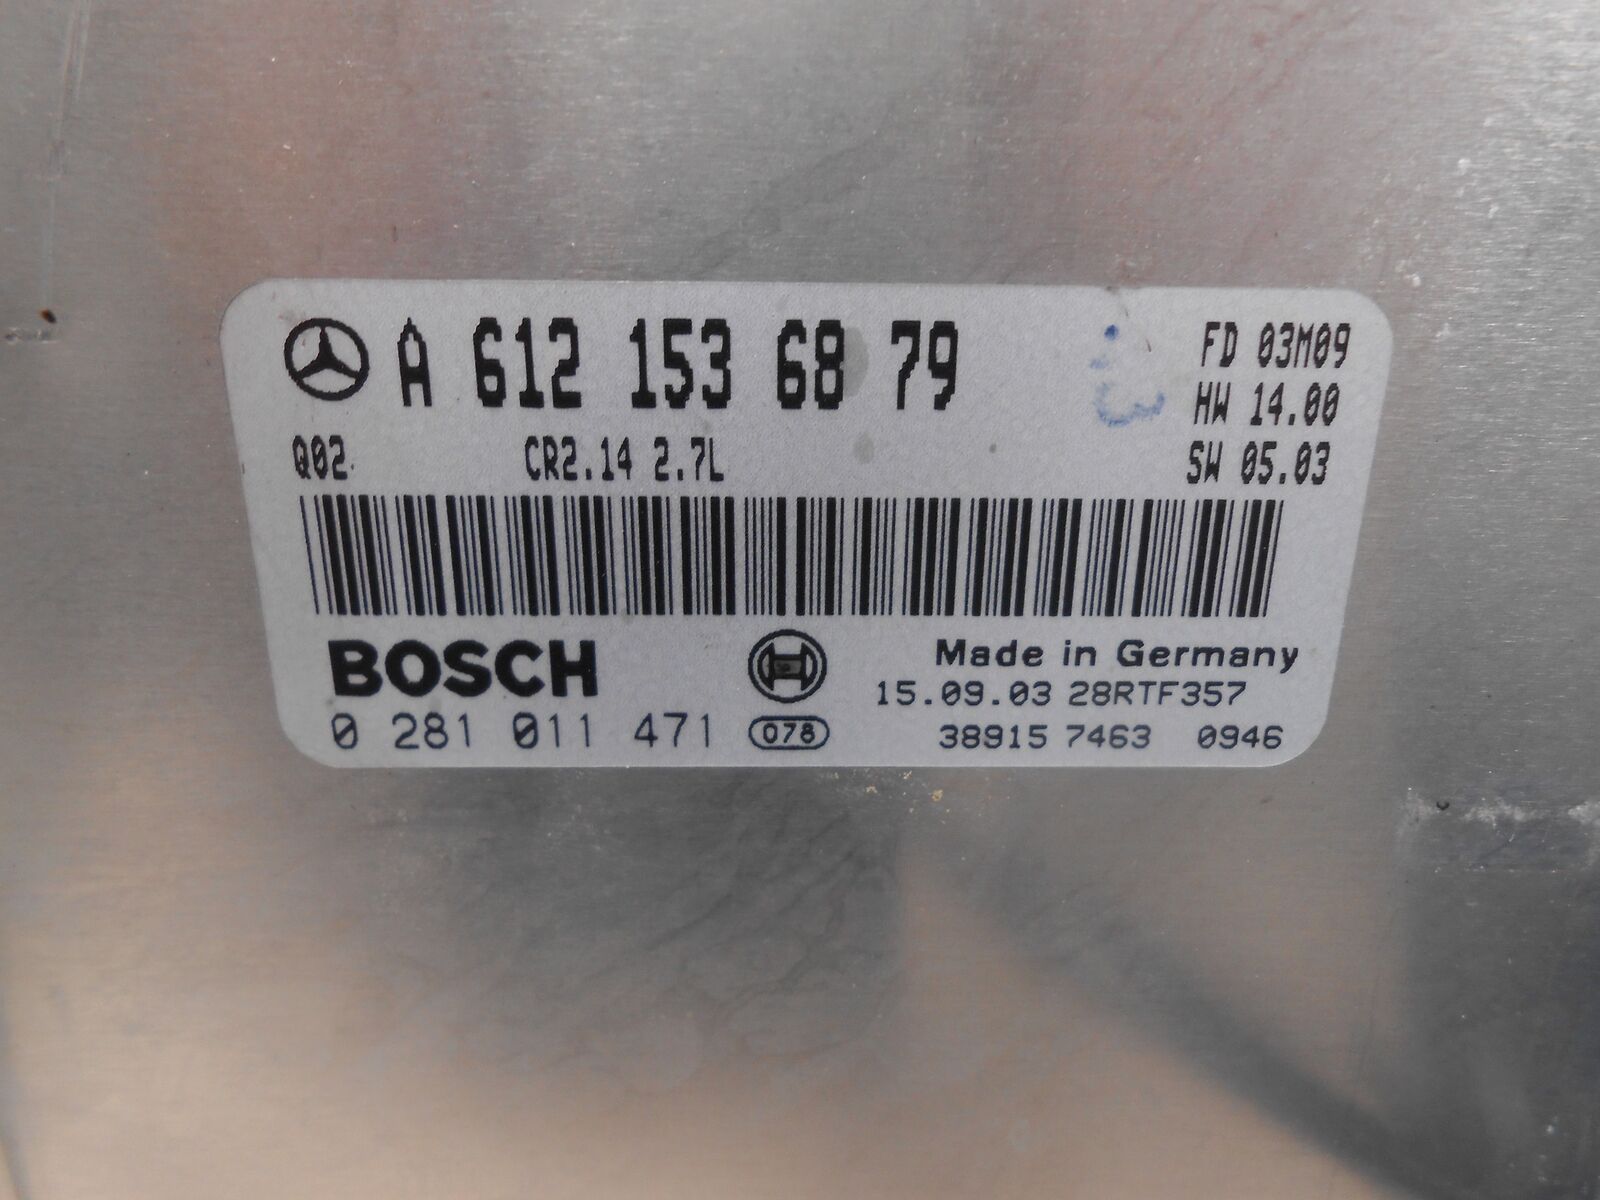 A 612 153 68 79
FD 03M09
HW 14.00
Q02 CR2.14 2.7L
SW 05.03
BOSCH
Made in Germany
15.09.03 28RTF357
0 281 011 471 078
38915 7463 0946